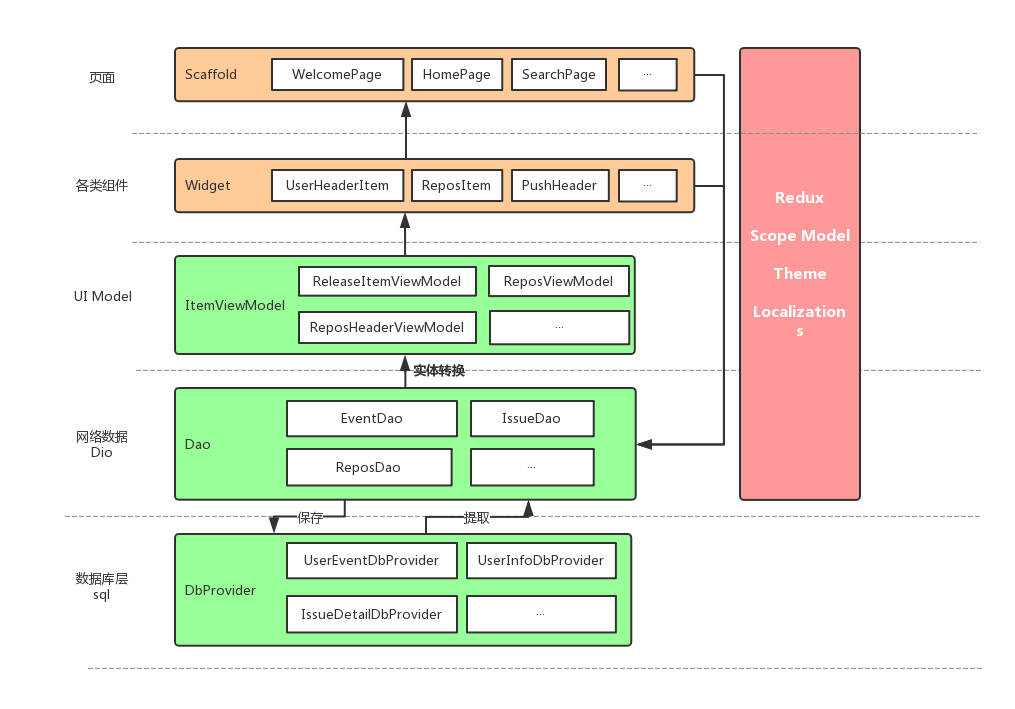 页面
Scaffold
WelcomePage
HomePage
SearchPage
...
各类组件
Widget
UserHeaderItem
ReposItem
PushHeader
...
UI Model
ItemViewModel
ReleaseItemViewModel
ReposViewModel
ReposHeaderViewModel
...
实体转换
网络数据
Dio
Dao
EventDao
IssueDao
ReposDao
...
保存
提取
数据库层
sql
DbProvider
UserEventDbProvider
UserInfoDbProvider
IssueDetailDbProvider
...
Redux
Scope Model
Theme
Localization
s